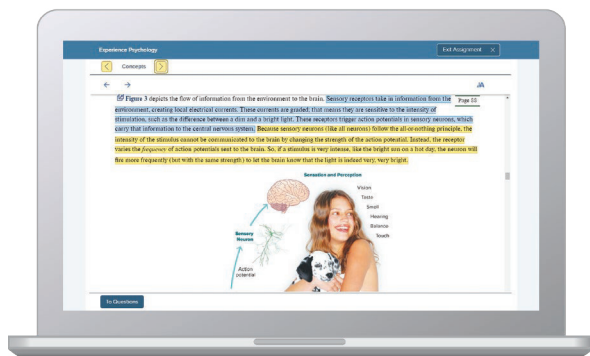 Experience Psychology
Exit Assignment X
Concepts
Figure 3 depicts the flow of information from the environment to the brain. Sensory receptors take in information from the
Page 88
environment, creating local electrical currents. These currents are graded; that means they are sensitive to the intensity of
stimulation, such as the difference between a dim and a bright light. These receptors trigger action potentials in sensory neurons, which
carry that information to the central nervous system. Because sensory neurons (like all neurons) follow the all-or-nothing principle, the
intensity of the stimulus cannot be communicated to the brain by changing the strength of the action potential. Instead, the receptor
varies the frequency of action potentials sent to the brain. So, if a stimulus is very intense, like the bright sun on a hot day, the neuron will
fire more frequently (but with the same strength) to let the brain know that the light is indeed very, very bright.
Sensation and Perception
Vision
Taste
Smell
Hearing
Balance
Touch
Sensory
Neuron
Action
potential
To Questions